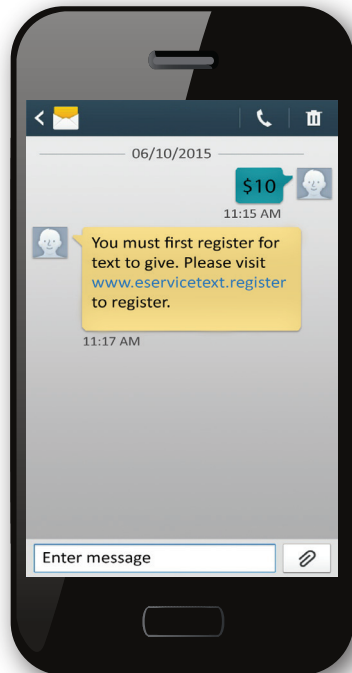 06/10/2015
$10
11:15 AM
You must first register for
text to give. Please visit
www.eservicetext.register
to register.
11:17 AM
Enter message